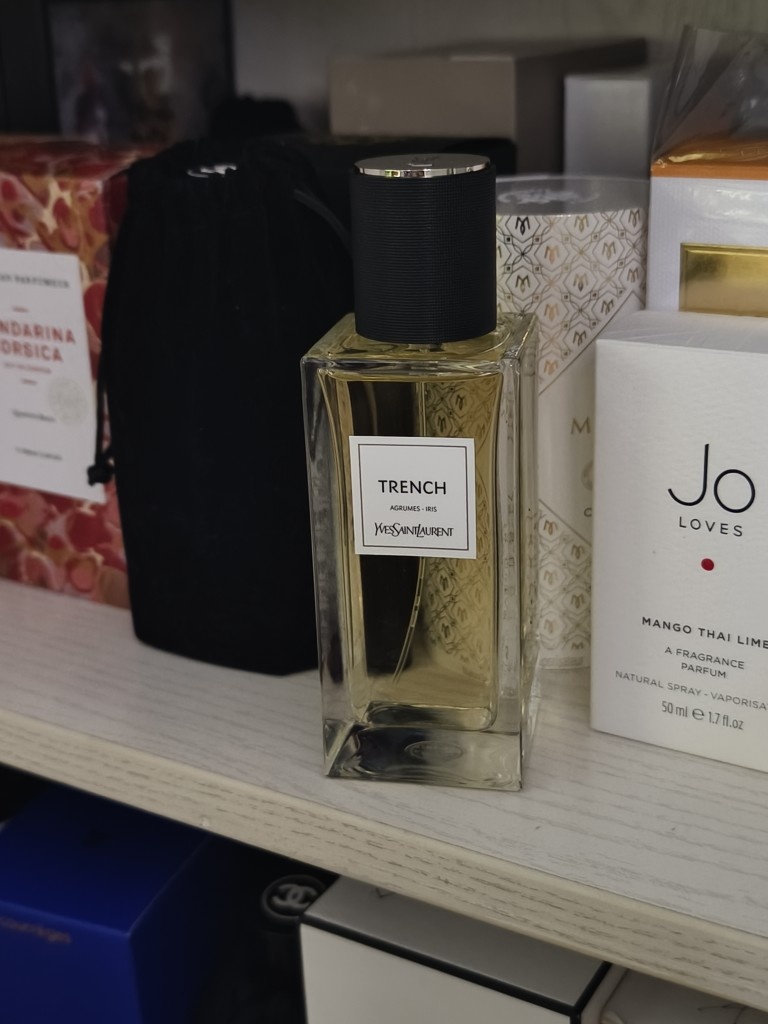 NDARINA
ORSICA
TRENCH
AGRUMES - IRIS
YVESSAINTLAURENT
M
Jo
LOVES
MANGO THAI LIME
A FRAGRANCE
PARFUM
NATURAL SPRAY - VAPORISA
50 ml e 1.7 fl.oz